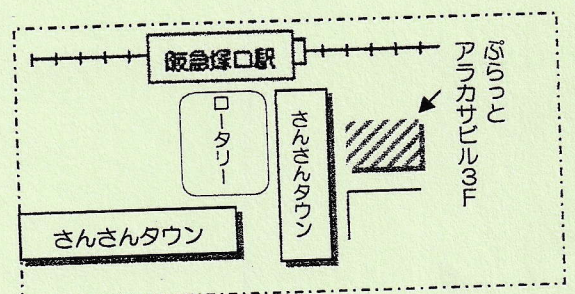 阪急塚口駅
ぷらっと
アラカサビル3F
ロータリー
さんさんタウン
さんさんタウン